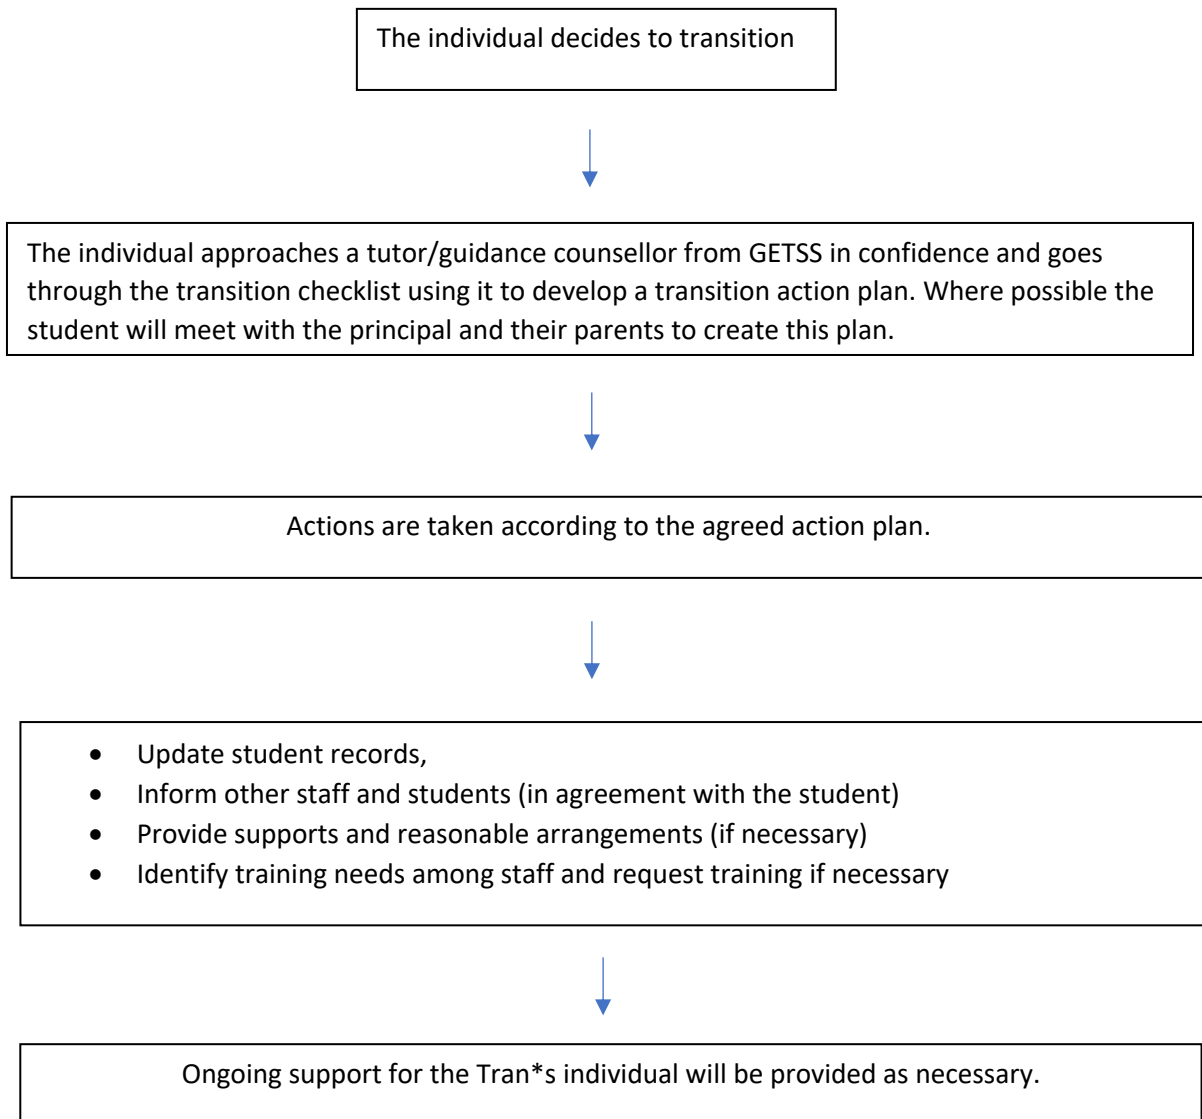 The individual decides to transition
The individual approaches a tutor/guidance counsellor from GETSS in confidence and goes
through the transition checklist using it to develop a transition action plan. Where possible the
student will meet with the principal and their parents to create this plan.
Actions are taken according to the agreed action plan.
• Update student records,
• Inform other staff and students (in agreement with the student)
• Provide supports and reasonable arrangements (if necessary)
• Identify training needs among staff and request training if necessary
Ongoing support for the Tran*s individual will be provided as necessary.